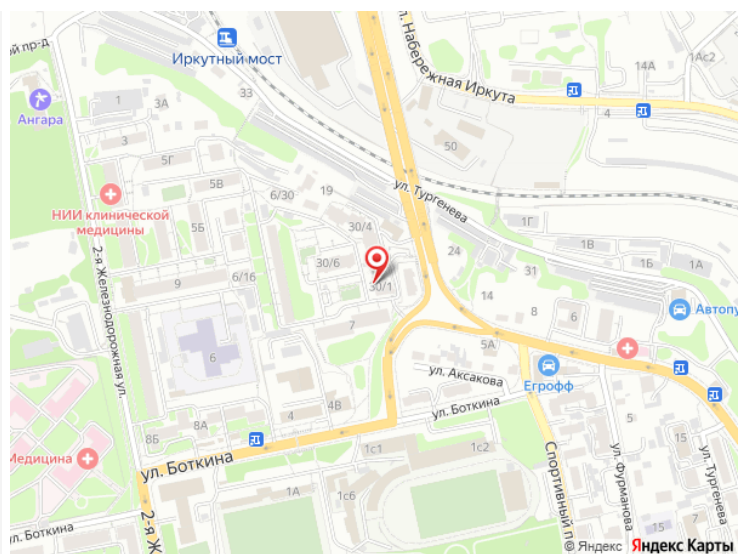 ой пр-д
Иркутный мост
ул. Набережная Иркута
14А
1Ас2
Ангара
1
3А
33
4
50
5Г
5В
6/30
19
ул. Тургенева
НИИ клинической
медицины
5Б
30/4
1Г
1В
1Б
1А
24
31
30/6
30/1
6/16
9
2-я Железнодорожная ул.
14
8
6
Автопу
7
6
5А
ул. Аксакова
Егрофф
ул. Боткина
4В
4
8А
8Б
5
15
Медицина
ул. Боткина
1с1
1с2
Спортивный п
ул. Фурманова
ул. Тургенева
1А
1с6
15
ул. Боткина
2-я Ж
© Яндекс Яндекс Карты